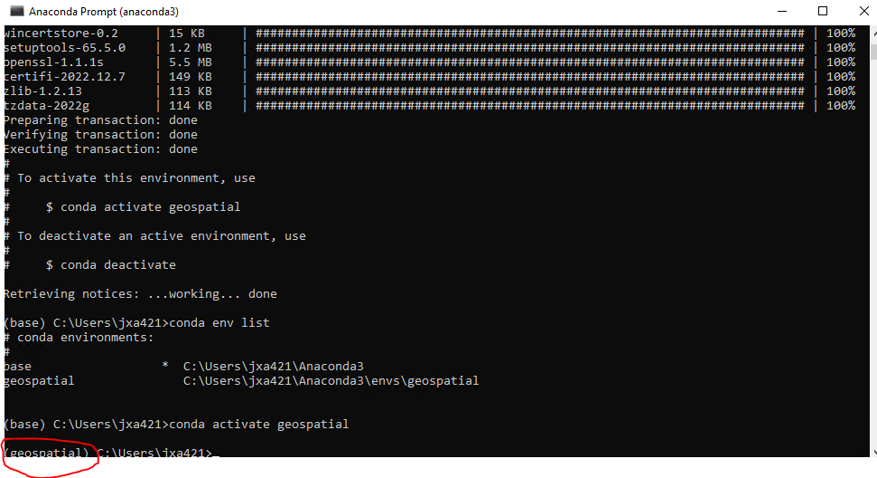 Anaconda Prompt (anaconda3)
wincertstore-0.2 | 15 KB | ############################################################################ | 100%
setuptools-65.5.0 | 1.2 MB | ############################################################################ | 100%
openssl-1.1.1s | 5.5 MB | ############################################################################ | 100%
certifi-2022.12.7 | 149 KB | ############################################################################ | 100%
zlib-1.2.13 | 113 KB | ############################################################################ | 100%
tzdata-2022g | 114 KB | ############################################################################ | 100%
Preparing transaction: done
Verifying transaction: done
Executing transaction: done
#
# To activate this environment, use
#
# $ conda activate geospatial
#
# To deactivate an active environment, use
#
# $ conda deactivate
Retrieving notices: ...working... done
(base) C:\Users\jxa421>conda env list
# conda environments:
#
base * C:\Users\jxa421\Anaconda3
geospatial C:\Users\jxa421\Anaconda3\envs\geospatial
(base) C:\Users\jxa421>conda activate geospatial
(geospatial) C:\Users\jxa421>_